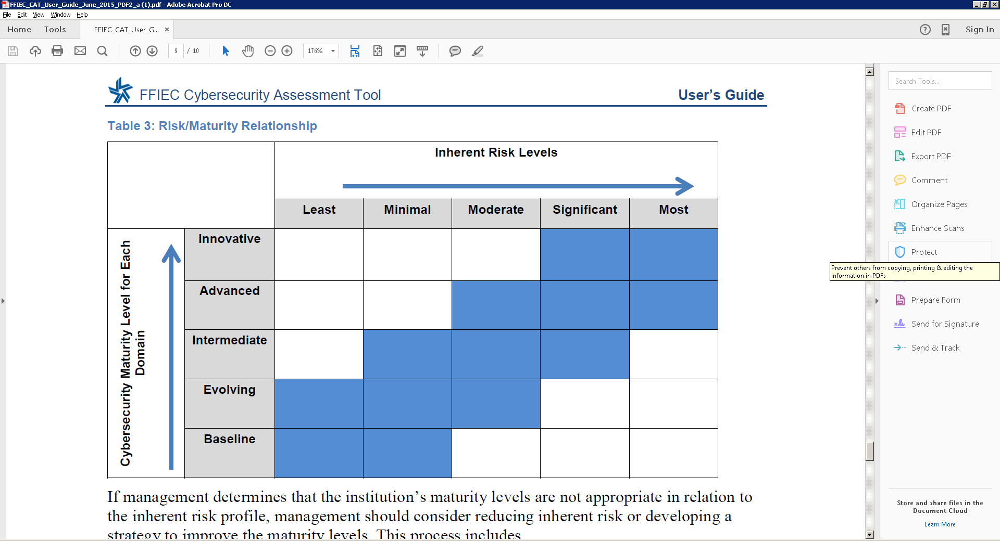 FFIEC_CAT_User_Guide_June_2015_PDF2_a (1).pdf - Adobe Acrobat Pro DC
File Edit View Window Help
Home Tools FFIEC_CAT_User_G... × Sign In
9 / 10 176%
FFIEC Cybersecurity Assessment Tool User’s Guide
Table 3: Risk/Maturity Relationship
Inherent Risk Levels
Least Minimal Moderate Significant Most
Cybersecurity Maturity Level for Each
Domain
Innovative
Advanced
Intermediate
Evolving
Baseline
If management determines that the institution’s maturity levels are not appropriate in relation to
the inherent risk profile, management should consider reducing inherent risk or developing a
strategy to improve the maturity levels. This process includes
Search Tools...
Create PDF
Edit PDF
Export PDF
Comment
Organize Pages
Enhance Scans
Protect
Prevent others from copying, printing & editing the
information in PDFs
Prepare Form
Send for Signature
Send & Track
Store and share files in the
Document Cloud
Learn More